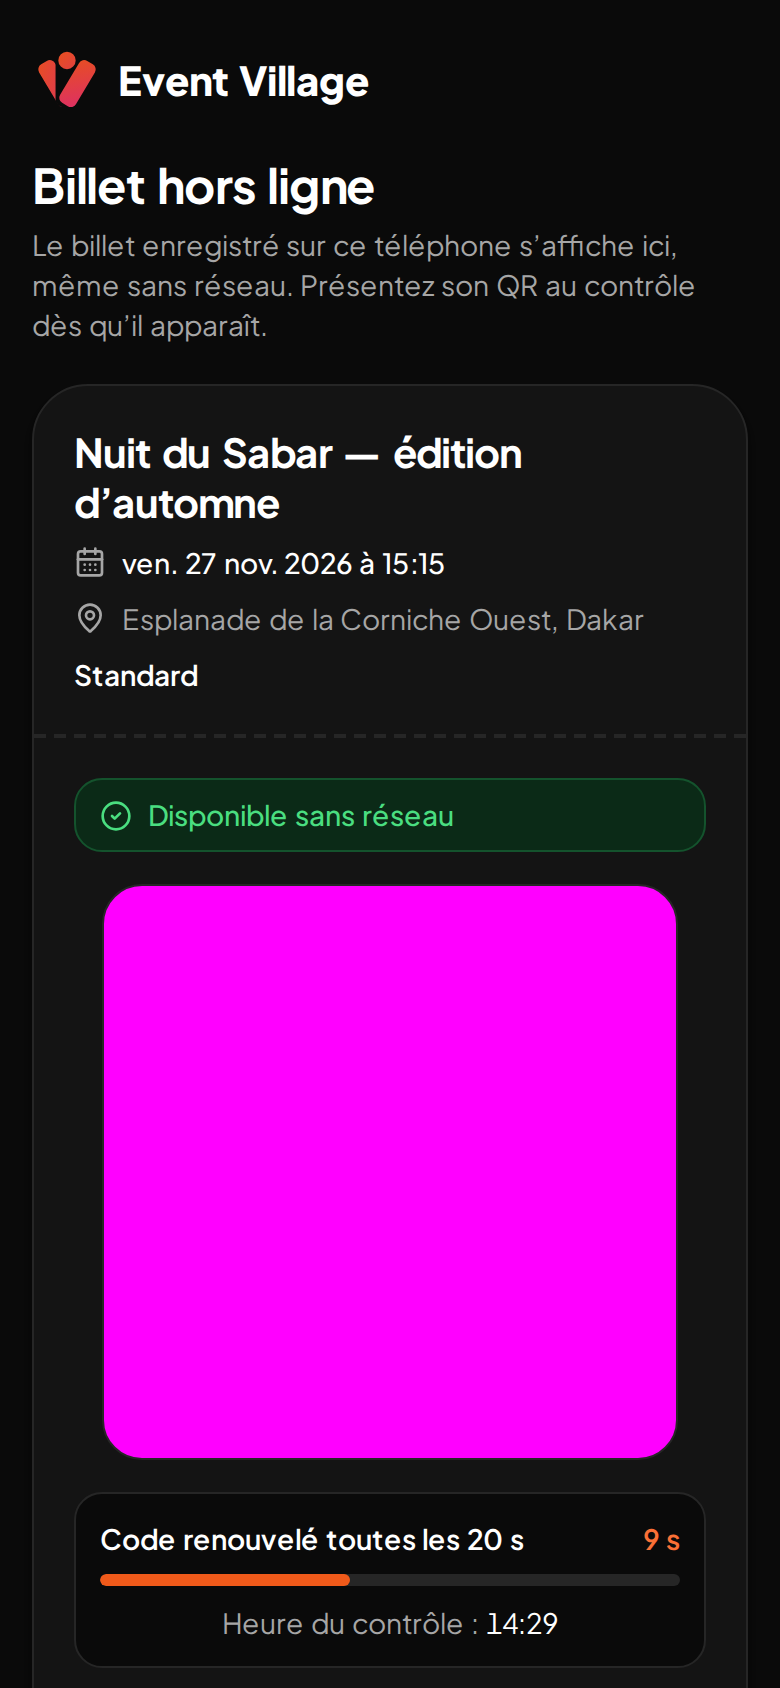 Event Village
Billet hors ligne
Le billet enregistré sur ce téléphone s’affiche ici,
même sans réseau. Présentez son QR au contrôle
dès qu’il apparaît.
Nuit du Sabar — édition
d’automne
ven. 27 nov. 2026 à 15:15
Esplanade de la Corniche Ouest, Dakar
Standard
Disponible sans réseau
Code renouvelé toutes les 20 s 9 s
Heure du contrôle : 14:29